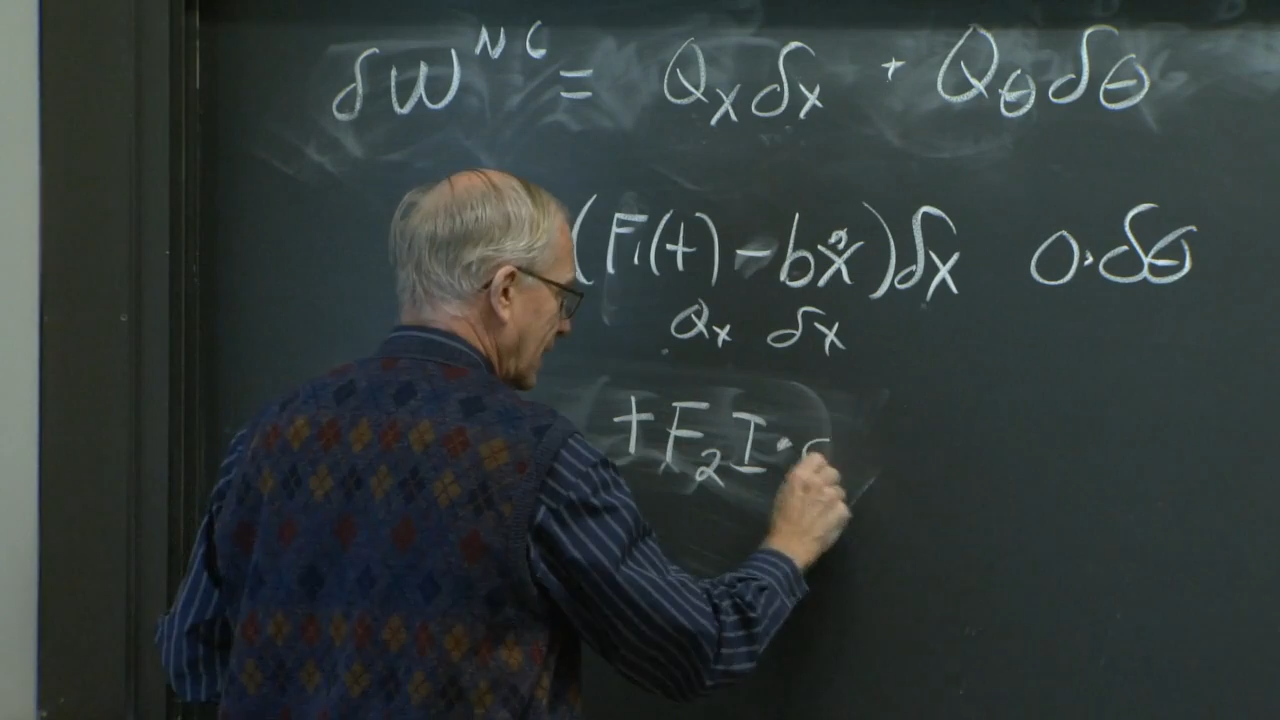 δW^NC = Q_x δx + Q_θ δθ
(F₁(t) - bẋ)δx 0·δθ
Q_x δx
+F₂ I ·